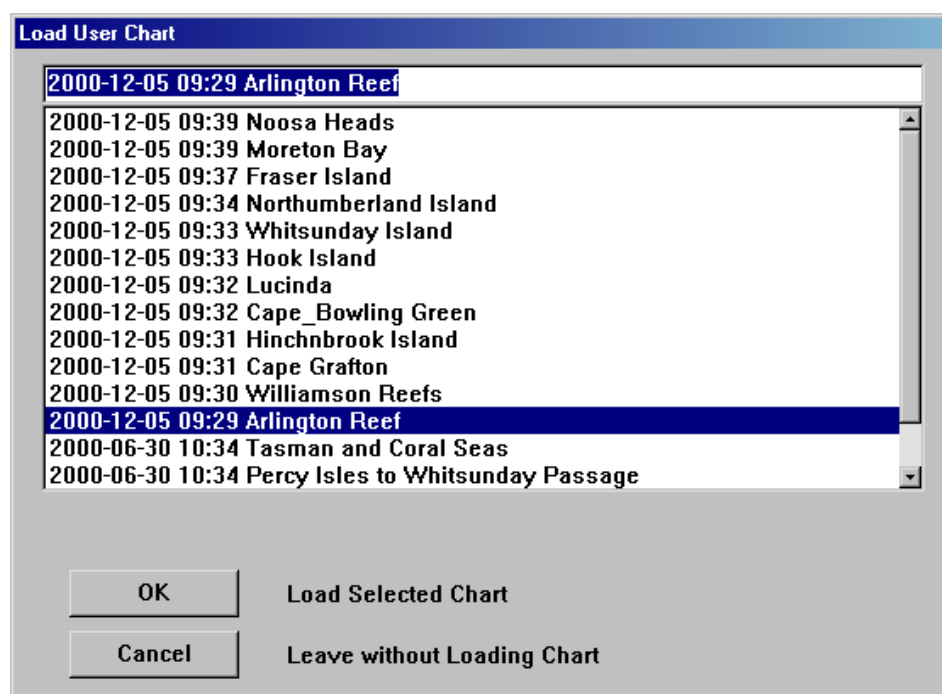 Load User Chart
2000-12-05 09:29 Arlington Reef
2000-12-05 09:39 Noosa Heads
2000-12-05 09:39 Moreton Bay
2000-12-05 09:37 Fraser Island
2000-12-05 09:34 Northumberland Island
2000-12-05 09:33 Whitsunday Island
2000-12-05 09:33 Hook Island
2000-12-05 09:32 Lucinda
2000-12-05 09:32 Cape_Bowling Green
2000-12-05 09:31 Hinchnbrook Island
2000-12-05 09:31 Cape Grafton
2000-12-05 09:30 Williamson Reefs
2000-12-05 09:29 Arlington Reef
2000-06-30 10:34 Tasman and Coral Seas
2000-06-30 10:34 Percy Isles to Whitsunday Passage
OK Load Selected Chart
Cancel Leave without Loading Chart